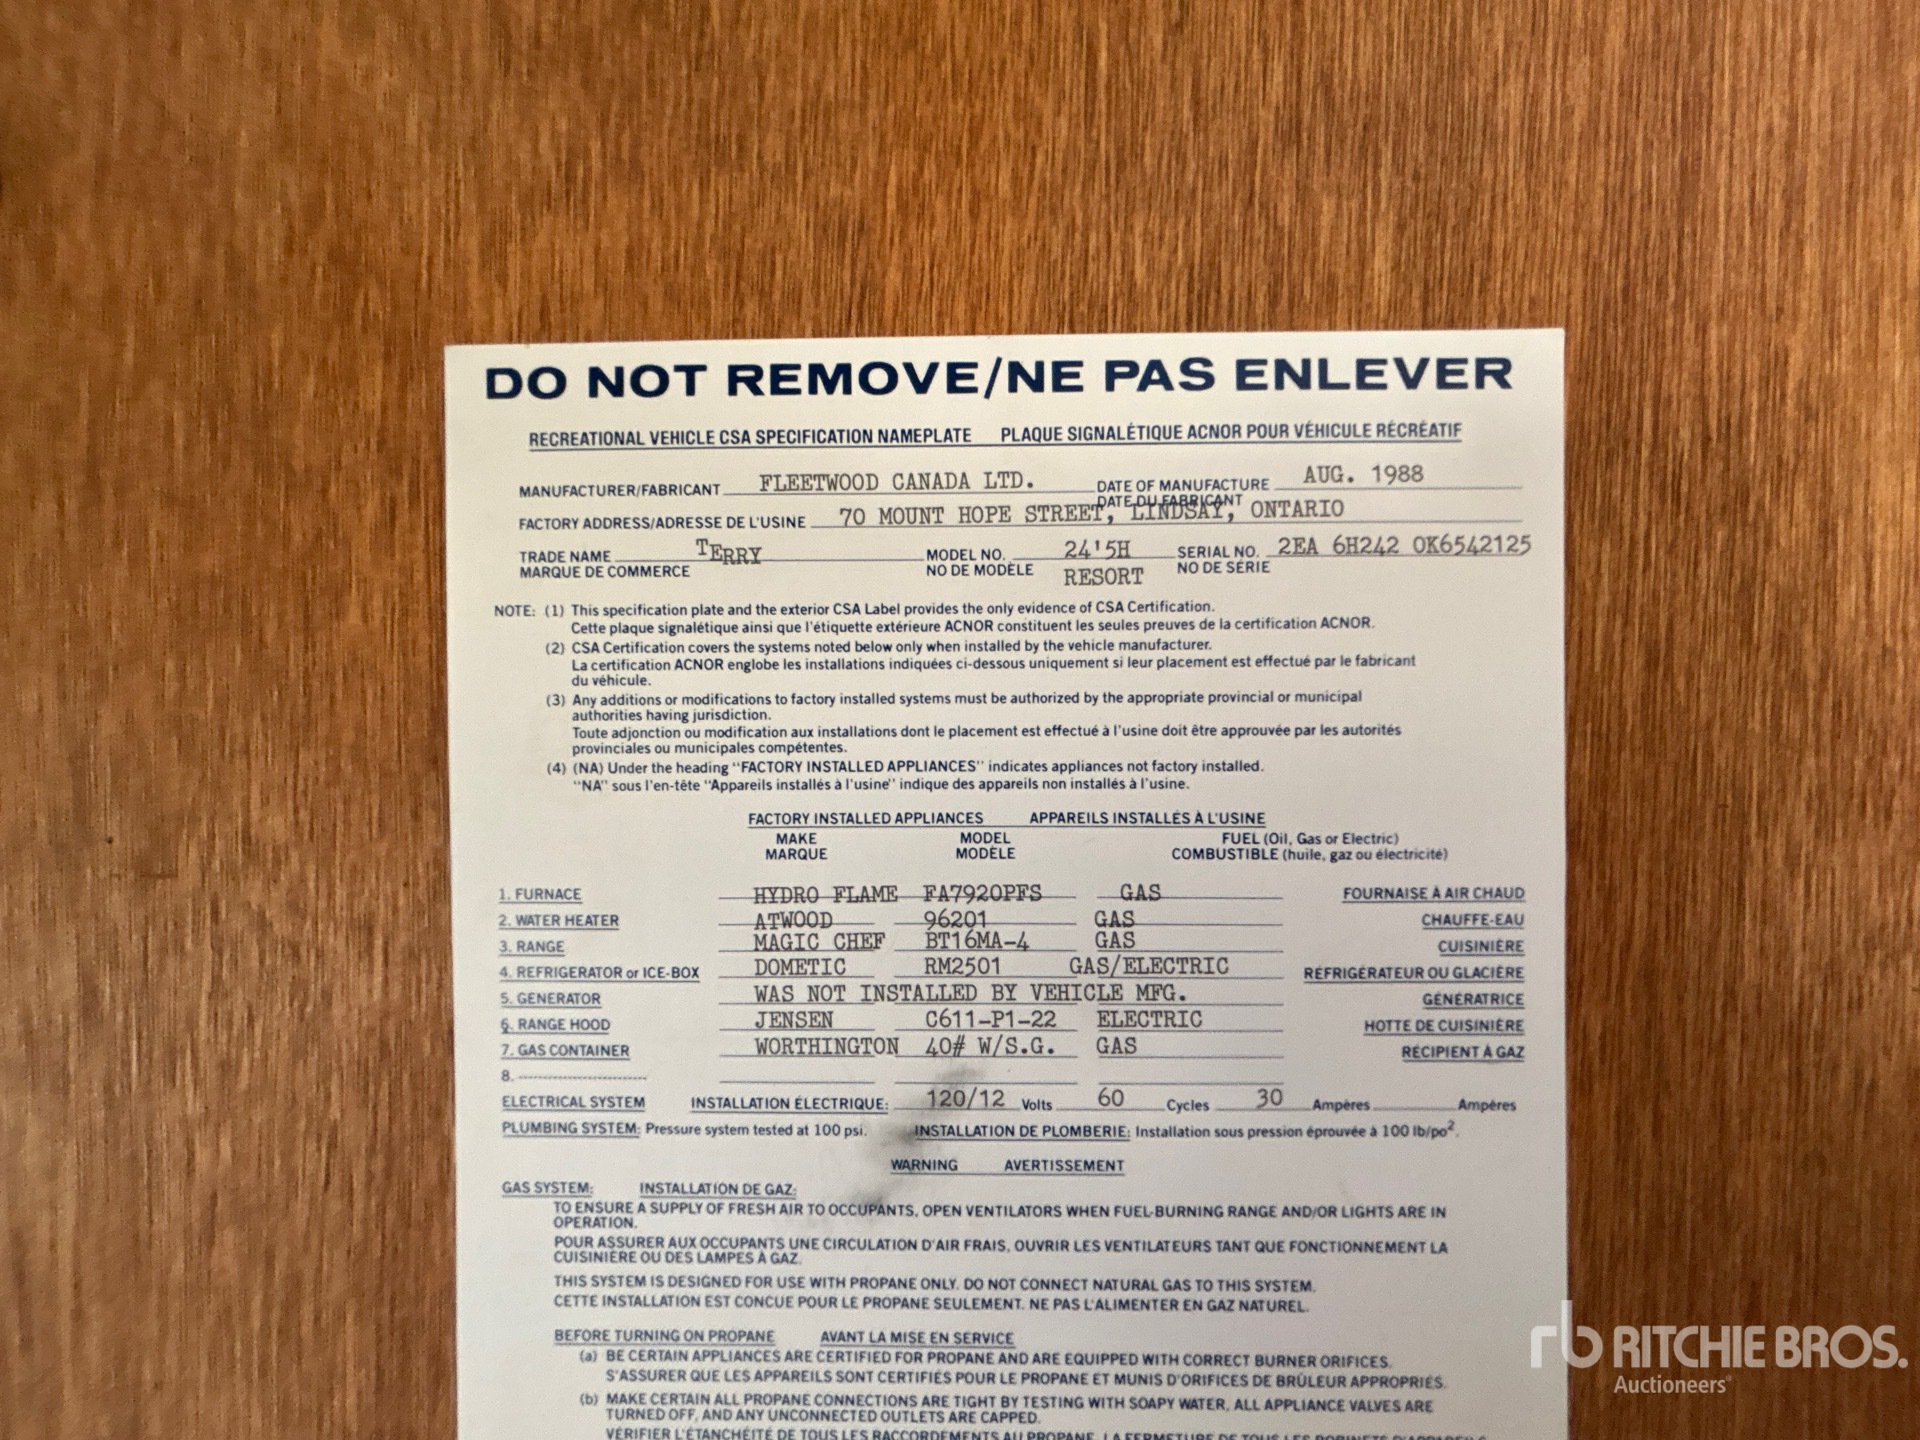 DO NOT REMOVE/NE PAS ENLEVER
RECREATIONAL VEHICLE CSA SPECIFICATION NAMEPLATE PLAQUE SIGNALÉTIQUE ACNOR POUR VÉHICULE RÉCRÉATIF
MANUFACTURER/FABRICANT FLEETWOOD CANADA LTD. DATE OF MANUFACTURE AUG. 1988
DATE DU FABRICANT
FACTORY ADDRESS/ADRESSE DE L'USINE 70 MOUNT HOPE STREET, LINDSAY, ONTARIO
TRADE NAME TERRY MODEL NO. 24'5H SERIAL NO. 2EA 6H242 0K6542125
MARQUE DE COMMERCE NO DE MODÈLE RESORT NO DE SÉRIE
NOTE: (1) This specification plate and the exterior CSA Label provides the only evidence of CSA Certification.
Cette plaque signalétique ainsi que l'étiquette extérieure ACNOR constituent les seules preuves de la certification ACNOR.
(2) CSA Certification covers the systems noted below only when installed by the vehicle manufacturer.
La certification ACNOR englobe les installations indiquées ci-dessous uniquement si leur placement est effectué par le fabricant
du véhicule.
(3) Any additions or modifications to factory installed systems must be authorized by the appropriate provincial or municipal
authorities having jurisdiction.
Toute adjonction ou modification aux installations dont le placement est effectué à l'usine doit être approuvée par les autorités
provinciales ou municipales compétentes.
(4) (NA) Under the heading "FACTORY INSTALLED APPLIANCES" indicates appliances not factory installed.
"NA" sous l'en-tête "Appareils installés à l'usine" indique des appareils non installés à l'usine.
FACTORY INSTALLED APPLIANCES APPAREILS INSTALLÉS À L'USINE
MAKE MODEL FUEL (Oil, Gas or Electric)
MARQUE MODÈLE COMBUSTIBLE (huile, gaz ou électricité)
1. FURNACE HYDRO FLAME FA7920PFS GAS FOURNAISE À AIR CHAUD
2. WATER HEATER ATWOOD 96201 GAS CHAUFFE-EAU
3. RANGE MAGIC CHEF BT16MA-4 GAS CUISINIÈRE
4. REFRIGERATOR or ICE-BOX DOMETIC RM2501 GAS/ELECTRIC RÉFRIGÉRATEUR OU GLACIÈRE
5. GENERATOR WAS NOT INSTALLED BY VEHICLE MFG. GÉNÉRATRICE
6. RANGE HOOD JENSEN C611-P1-22 ELECTRIC HOTTE DE CUISINIÈRE
7. GAS CONTAINER WORTHINGTON 40# W/S.G. GAS RÉCIPIENT À GAZ
8.
ELECTRICAL SYSTEM INSTALLATION ÉLECTRIQUE: 120/12 Volts 60 Cycles 30 Ampères Ampères
PLUMBING SYSTEM: Pressure system tested at 100 psi. INSTALLATION DE PLOMBERIE: Installation sous pression éprouvée à 100 lb/po².
WARNING AVERTISSEMENT
GAS SYSTEM: INSTALLATION DE GAZ:
TO ENSURE A SUPPLY OF FRESH AIR TO OCCUPANTS, OPEN VENTILATORS WHEN FUEL-BURNING RANGE AND/OR LIGHTS ARE IN
OPERATION.
POUR ASSURER AUX OCCUPANTS UNE CIRCULATION D'AIR FRAIS, OUVRIR LES VENTILATEURS TANT QUE FONCTIONNEMENT LA
CUISINIÈRE OU DES LAMPES À GAZ.
THIS SYSTEM IS DESIGNED FOR USE WITH PROPANE ONLY. DO NOT CONNECT NATURAL GAS TO THIS SYSTEM.
CETTE INSTALLATION EST CONCUE POUR LE PROPANE SEULEMENT. NE PAS L'ALIMENTER EN GAZ NATUREL.
BEFORE TURNING ON PROPANE AVANT LA MISE EN SERVICE
(a) BE CERTAIN APPLIANCES ARE CERTIFIED FOR PROPANE AND ARE EQUIPPED WITH CORRECT BURNER ORIFICES.
S'ASSURER QUE LES APPAREILS SONT CERTIFIÉS POUR LE PROPANE ET MUNIS D'ORIFICES DE BRÛLEUR APPROPRIÉS.
(b) MAKE CERTAIN ALL PROPANE CONNECTIONS ARE TIGHT BY TESTING WITH SOAPY WATER, ALL APPLIANCE VALVES ARE
TURNED OFF, AND ANY UNCONNECTED OUTLETS ARE CAPPED.
VÉRIFIER L'ÉTANCHÉITÉ DE TOUS LES RACCORDEMENTS AU PROPANE, LA FERMETURE DE TOUS LES ROBINETS D'APPAREILS
rb RITCHIE BROS.
Auctioneers